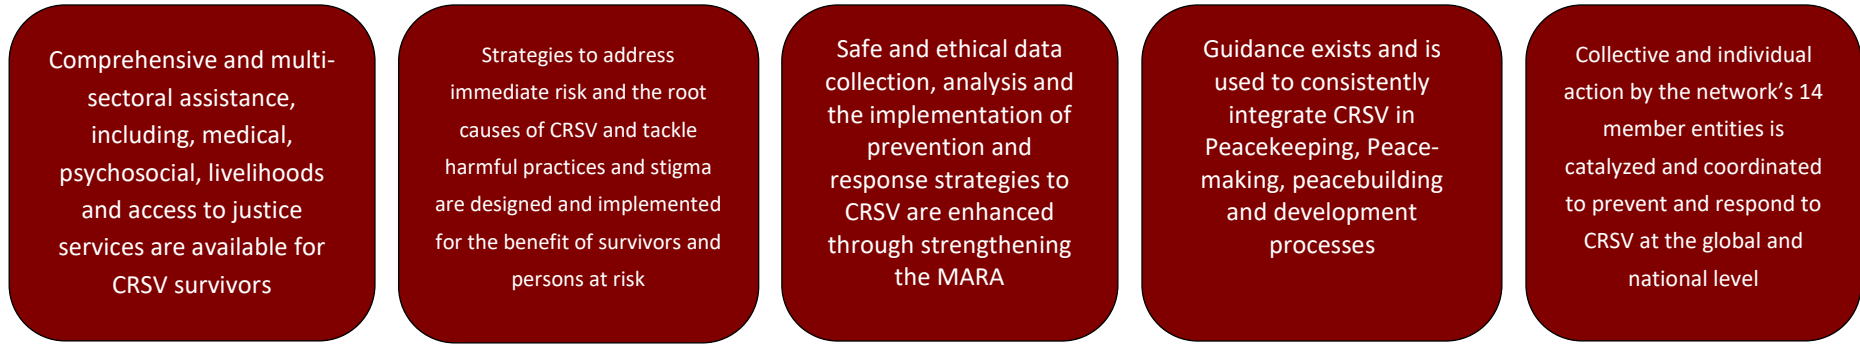 Comprehensive and multi-
sectoral assistance,
including, medical,
psychosocial, livelihoods
and access to justice
services are available for
CRSV survivors
Strategies to address
immediate risk and the root
causes of CRSV and tackle
harmful practices and stigma
are designed and implemented
for the benefit of survivors and
persons at risk
Safe and ethical data
collection, analysis and
the implementation of
prevention and
response strategies to
CRSV are enhanced
through strengthening
the MARA
Guidance exists and is
used to consistently
integrate CRSV in
Peacekeeping, Peace-
making, peacebuilding
and development
processes
Collective and individual
action by the network’s 14
member entities is
catalyzed and coordinated
to prevent and respond to
CRSV at the global and
national level